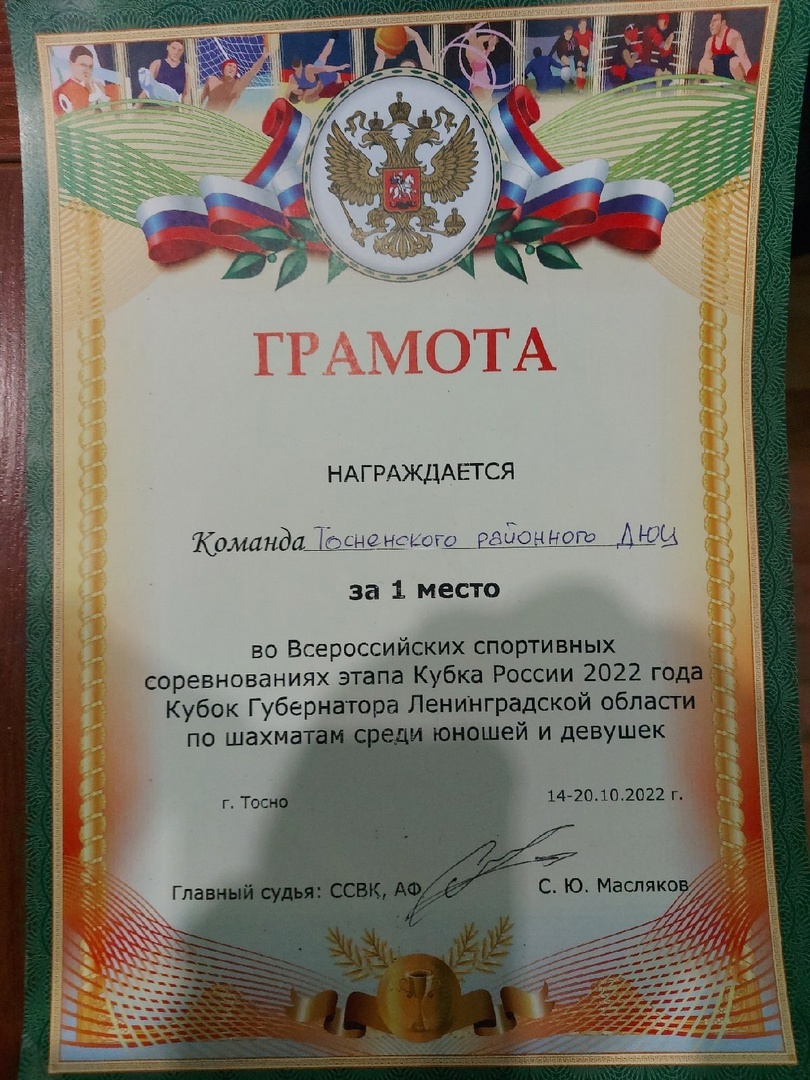 ГРАМОТА
НАГРАЖДАЕТСЯ
Команда Тосненского районного ДЮЦ
за 1 место
во Всероссийских спортивных
соревнованиях этапа Кубка России 2022 года
Кубок Губернатора Ленинградской области
по шахматам среди юношей и девушек
г. Тосно 14-20.10.2022 г.
Главный судья: ССВК, АФ С. Ю. Масляков